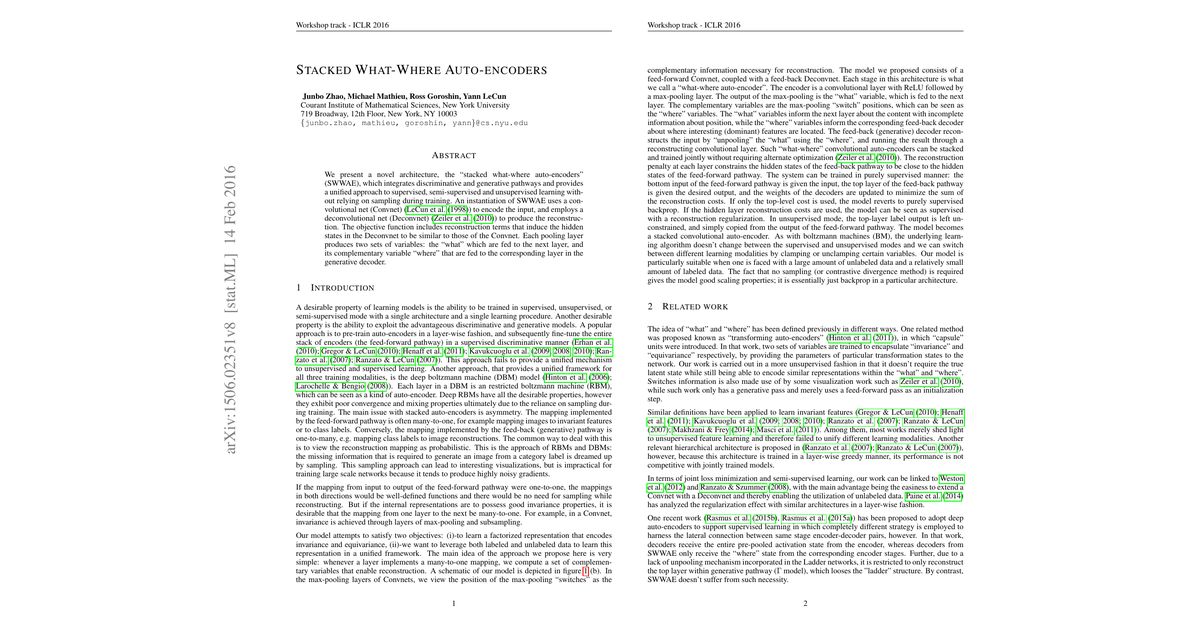 Workshop track - ICLR 2016
STACKED WHAT-WHERE AUTO-ENCODERS
Junbo Zhao, Michael Mathieu, Ross Goroshin, Yann LeCun
Courant Institute of Mathematical Sciences, New York University
719 Broadway, 12th Floor, New York, NY 10003
{junbo.zhao, mathieu, goroshin, yann}@cs.nyu.edu
ABSTRACT
We present a novel architecture, the “stacked what-where auto-encoders”
(SWWAE), which integrates discriminative and generative pathways and provides
a unified approach to supervised, semi-supervised and unsupervised learning with-
out relying on sampling during training. An instantiation of SWWAE uses a con-
volutional net (Convnet) (LeCun et al. (1998)) to encode the input, and employs a
deconvolutional net (Deconvnet) (Zeiler et al. (2010)) to produce the reconstruc-
tion. The objective function includes reconstruction terms that induce the hidden
states in the Deconvnet to be similar to those of the Convnet. Each pooling layer
produces two sets of variables: the “what” which are fed to the next layer, and
its complementary variable “where” that are fed to the corresponding layer in the
generative decoder.
1 INTRODUCTION
A desirable property of learning models is the ability to be trained in supervised, unsupervised, or
semi-supervised mode with a single architecture and a single learning procedure. Another desirable
property is the ability to exploit the advantageous discriminative and generative models. A popular
approach is to pre-train auto-encoders in a layer-wise fashion, and subsequently fine-tune the entire
stack of encoders (the feed-forward pathway) in a supervised discriminative manner (Erhan et al.
(2010); Gregor & LeCun (2010); Henaff et al. (2011); Kavukcuoglu et al. (2009; 2008; 2010); Ran-
zato et al. (2007); Ranzato & LeCun (2007)). This approach fails to provide a unified mechanism
to unsupervised and supervised learning. Another approach, that provides a unified framework for
all three training modalities, is the deep boltzmann machine (DBM) model (Hinton et al. (2006);
Larochelle & Bengio (2008)). Each layer in a DBM is an restricted boltzmann machine (RBM),
which can be seen as a kind of auto-encoder. Deep RBMs have all the desirable properties, however
they exhibit poor convergence and mixing properties ultimately due to the reliance on sampling dur-
ing training. The main issue with stacked auto-encoders is asymmetry. The mapping implemented
by the feed-forward pathway is often many-to-one, for example mapping images to invariant features
or to class labels. Conversely, the mapping implemented by the feed-back (generative) pathway is
one-to-many, e.g. mapping class labels to image reconstructions. The common way to deal with this
is to view the reconstruction mapping as probabilistic. This is the approach of RBMs and DBMs:
the missing information that is required to generate an image from a category label is dreamed up
by sampling. This sampling approach can lead to interesting visualizations, but is impractical for
training large scale networks because it tends to produce highly noisy gradients.
If the mapping from input to output of the feed-forward pathway were one-to-one, the mappings
in both directions would be well-defined functions and there would be no need for sampling while
reconstructing. But if the internal representations are to possess good invariance properties, it is
desirable that the mapping from one layer to the next be many-to-one. For example, in a Convnet,
invariance is achieved through layers of max-pooling and subsampling.
Our model attempts to satisfy two objectives: (i)-to learn a factorized representation that encodes
invariance and equivariance, (ii)-we want to leverage both labeled and unlabeled data to learn this
representation in a unified framework. The main idea of the approach we propose here is very
simple: whenever a layer implements a many-to-one mapping, we compute a set of complemen-
tary variables that enable reconstruction. A schematic of our model is depicted in figure 1 (b). In
the max-pooling layers of Convnets, we view the position of the max-pooling “switches” as the
1
arXiv:1506.02351v8 [stat.ML] 14 Feb 2016
Workshop track - ICLR 2016
complementary information necessary for reconstruction. The model we proposed consists of a
feed-forward Convnet, coupled with a feed-back Deconvnet. Each stage in this architecture is what
we call a “what-where auto-encoder”. The encoder is a convolutional layer with ReLU followed by
a max-pooling layer. The output of the max-pooling is the “what” variable, which is fed to the next
layer. The complementary variables are the max-pooling “switch” positions, which can be seen as
the “where” variables. The “what” variables inform the next layer about the content with incomplete
information about position, while the “where” variables inform the corresponding feed-back decoder
about where interesting (dominant) features are located. The feed-back (generative) decoder recon-
structs the input by “unpooling” the “what” using the “where”, and running the result through a
reconstructing convolutional layer. Such “what-where” convolutional auto-encoders can be stacked
and trained jointly without requiring alternate optimization (Zeiler et al. (2010)). The reconstruction
penalty at each layer constrains the hidden states of the feed-back pathway to be close to the hidden
states of the feed-forward pathway. The system can be trained in purely supervised manner: the
bottom input of the feed-forward pathway is given the input, the top layer of the feed-back pathway
is given the desired output, and the weights of the decoders are updated to minimize the sum of
the reconstruction costs. If only the top-level cost is used, the model reverts to purely supervised
backprop. If the hidden layer reconstruction costs are used, the model can be seen as supervised
with a reconstruction regularization. In unsupervised mode, the top-layer label output is left un-
constrained, and simply copied from the output of the feed-forward pathway. The model becomes
a stacked convolutional auto-encoder. As with boltzmann machines (BM), the underlying learn-
ing algorithm doesn't change between the supervised and unsupervised modes and we can switch
between different learning modalities by clamping or unclamping certain variables. Our model is
particularly suitable when one is faced with a large amount of unlabeled data and a relatively small
amount of labeled data. The fact that no sampling (or contrastive divergence method) is required
gives the model good scaling properties; it is essentially just backprop in a particular architecture.
2 RELATED WORK
The idea of “what” and “where” has been defined previously in different ways. One related method
was proposed known as “transforming auto-encoders” (Hinton et al. (2011)), in which “capsule”
units were introduced. In that work, two sets of variables are trained to encapsulate “invariance” and
“equivariance” respectively, by providing the parameters of particular transformation states to the
network. Our work is carried out in a more unsupervised fashion in that it doesn't require the true
latent state while still being able to encode similar representations within the “what” and “where”.
Switches information is also made use of by some visualization work such as Zeiler et al. (2010),
while such work only has a generative pass and merely uses a feed-forward pass as an initialization
step.
Similar definitions have been applied to learn invariant features (Gregor & LeCun (2010); Henaff
et al. (2011); Kavukcuoglu et al. (2009; 2008; 2010); Ranzato et al. (2007); Ranzato & LeCun
(2007); Makhzani & Frey (2014); Masci et al. (2011)). Among them, most works merely shed light
to unsupervised feature learning and therefore failed to unify different learning modalities. Another
relevant hierarchical architecture is proposed in (Ranzato et al. (2007); Ranzato & LeCun (2007)),
however, because this architecture is trained in a layer-wise greedy manner, its performance is not
competitive with jointly trained models.
In terms of joint loss minimization and semi-supervised learning, our work can be linked to Weston
et al. (2012) and Ranzato & Szummer (2008), with the main advantage being the easiness to extend a
Convnet with a Deconvnet and thereby enabling the utilization of unlabeled data. Paine et al. (2014)
has analyzed the regularization effect with similar architectures in a layer-wise fashion.
One recent work (Rasmus et al. (2015b), Rasmus et al. (2015a)) has been proposed to adopt deep
auto-encoders to support supervised learning in which completely different strategy is employed to
harness the lateral connection between same stage encoder-decoder pairs, however. In that work,
decoders receive the entire pre-pooled activation state from the encoder, whereas decoders from
SWWAE only receive the “where” state from the corresponding encoder stages. Further, due to a
lack of unpooling mechanism incorporated in the Ladder networks, it is restricted to only reconstruct
the top layer within generative pathway (Γ model), which looses the “ladder” structure. By contrast,
SWWAE doesn't suffer from such necessity.
2